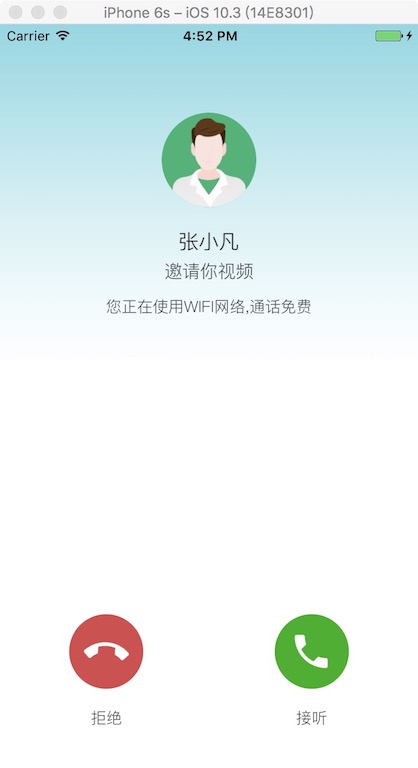 iPhone 6s – iOS 10.3 (14E8301)
Carrier 4:52 PM
张小凡
邀请你视频
您正在使用WIFI网络,通话免费
拒绝 接听